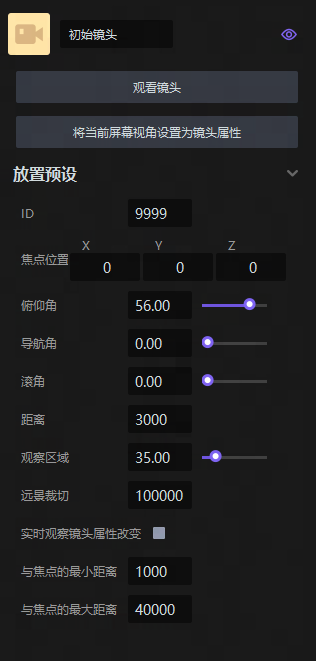 初始镜头
观看镜头
将当前屏幕视角设置为镜头属性
放置预设
ID 9999
X Y Z
焦点位置 0 0 0
俯仰角 56.00
导航角 0.00
滚角 0.00
距离 3000
观察区域 35.00
远景裁切 100000
实时观察镜头属性改变
与焦点的最小距离 1000
与焦点的最大距离 40000